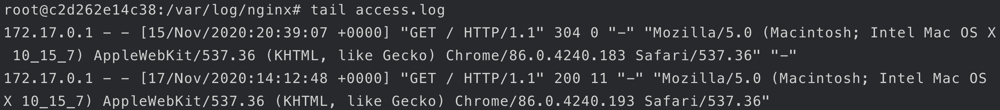 root@c2d262e14c38:/var/log/nginx# tail access.log
172.17.0.1 - - [15/Nov/2020:20:39:07 +0000] "GET / HTTP/1.1" 304 0 "-" "Mozilla/5.0 (Macintosh; Intel Mac OS X
 10_15_7) AppleWebKit/537.36 (KHTML, like Gecko) Chrome/86.0.4240.183 Safari/537.36" "-"
172.17.0.1 - - [17/Nov/2020:14:12:48 +0000] "GET / HTTP/1.1" 200 11 "-" "Mozilla/5.0 (Macintosh; Intel Mac OS
X 10_15_7) AppleWebKit/537.36 (KHTML, like Gecko) Chrome/86.0.4240.193 Safari/537.36"